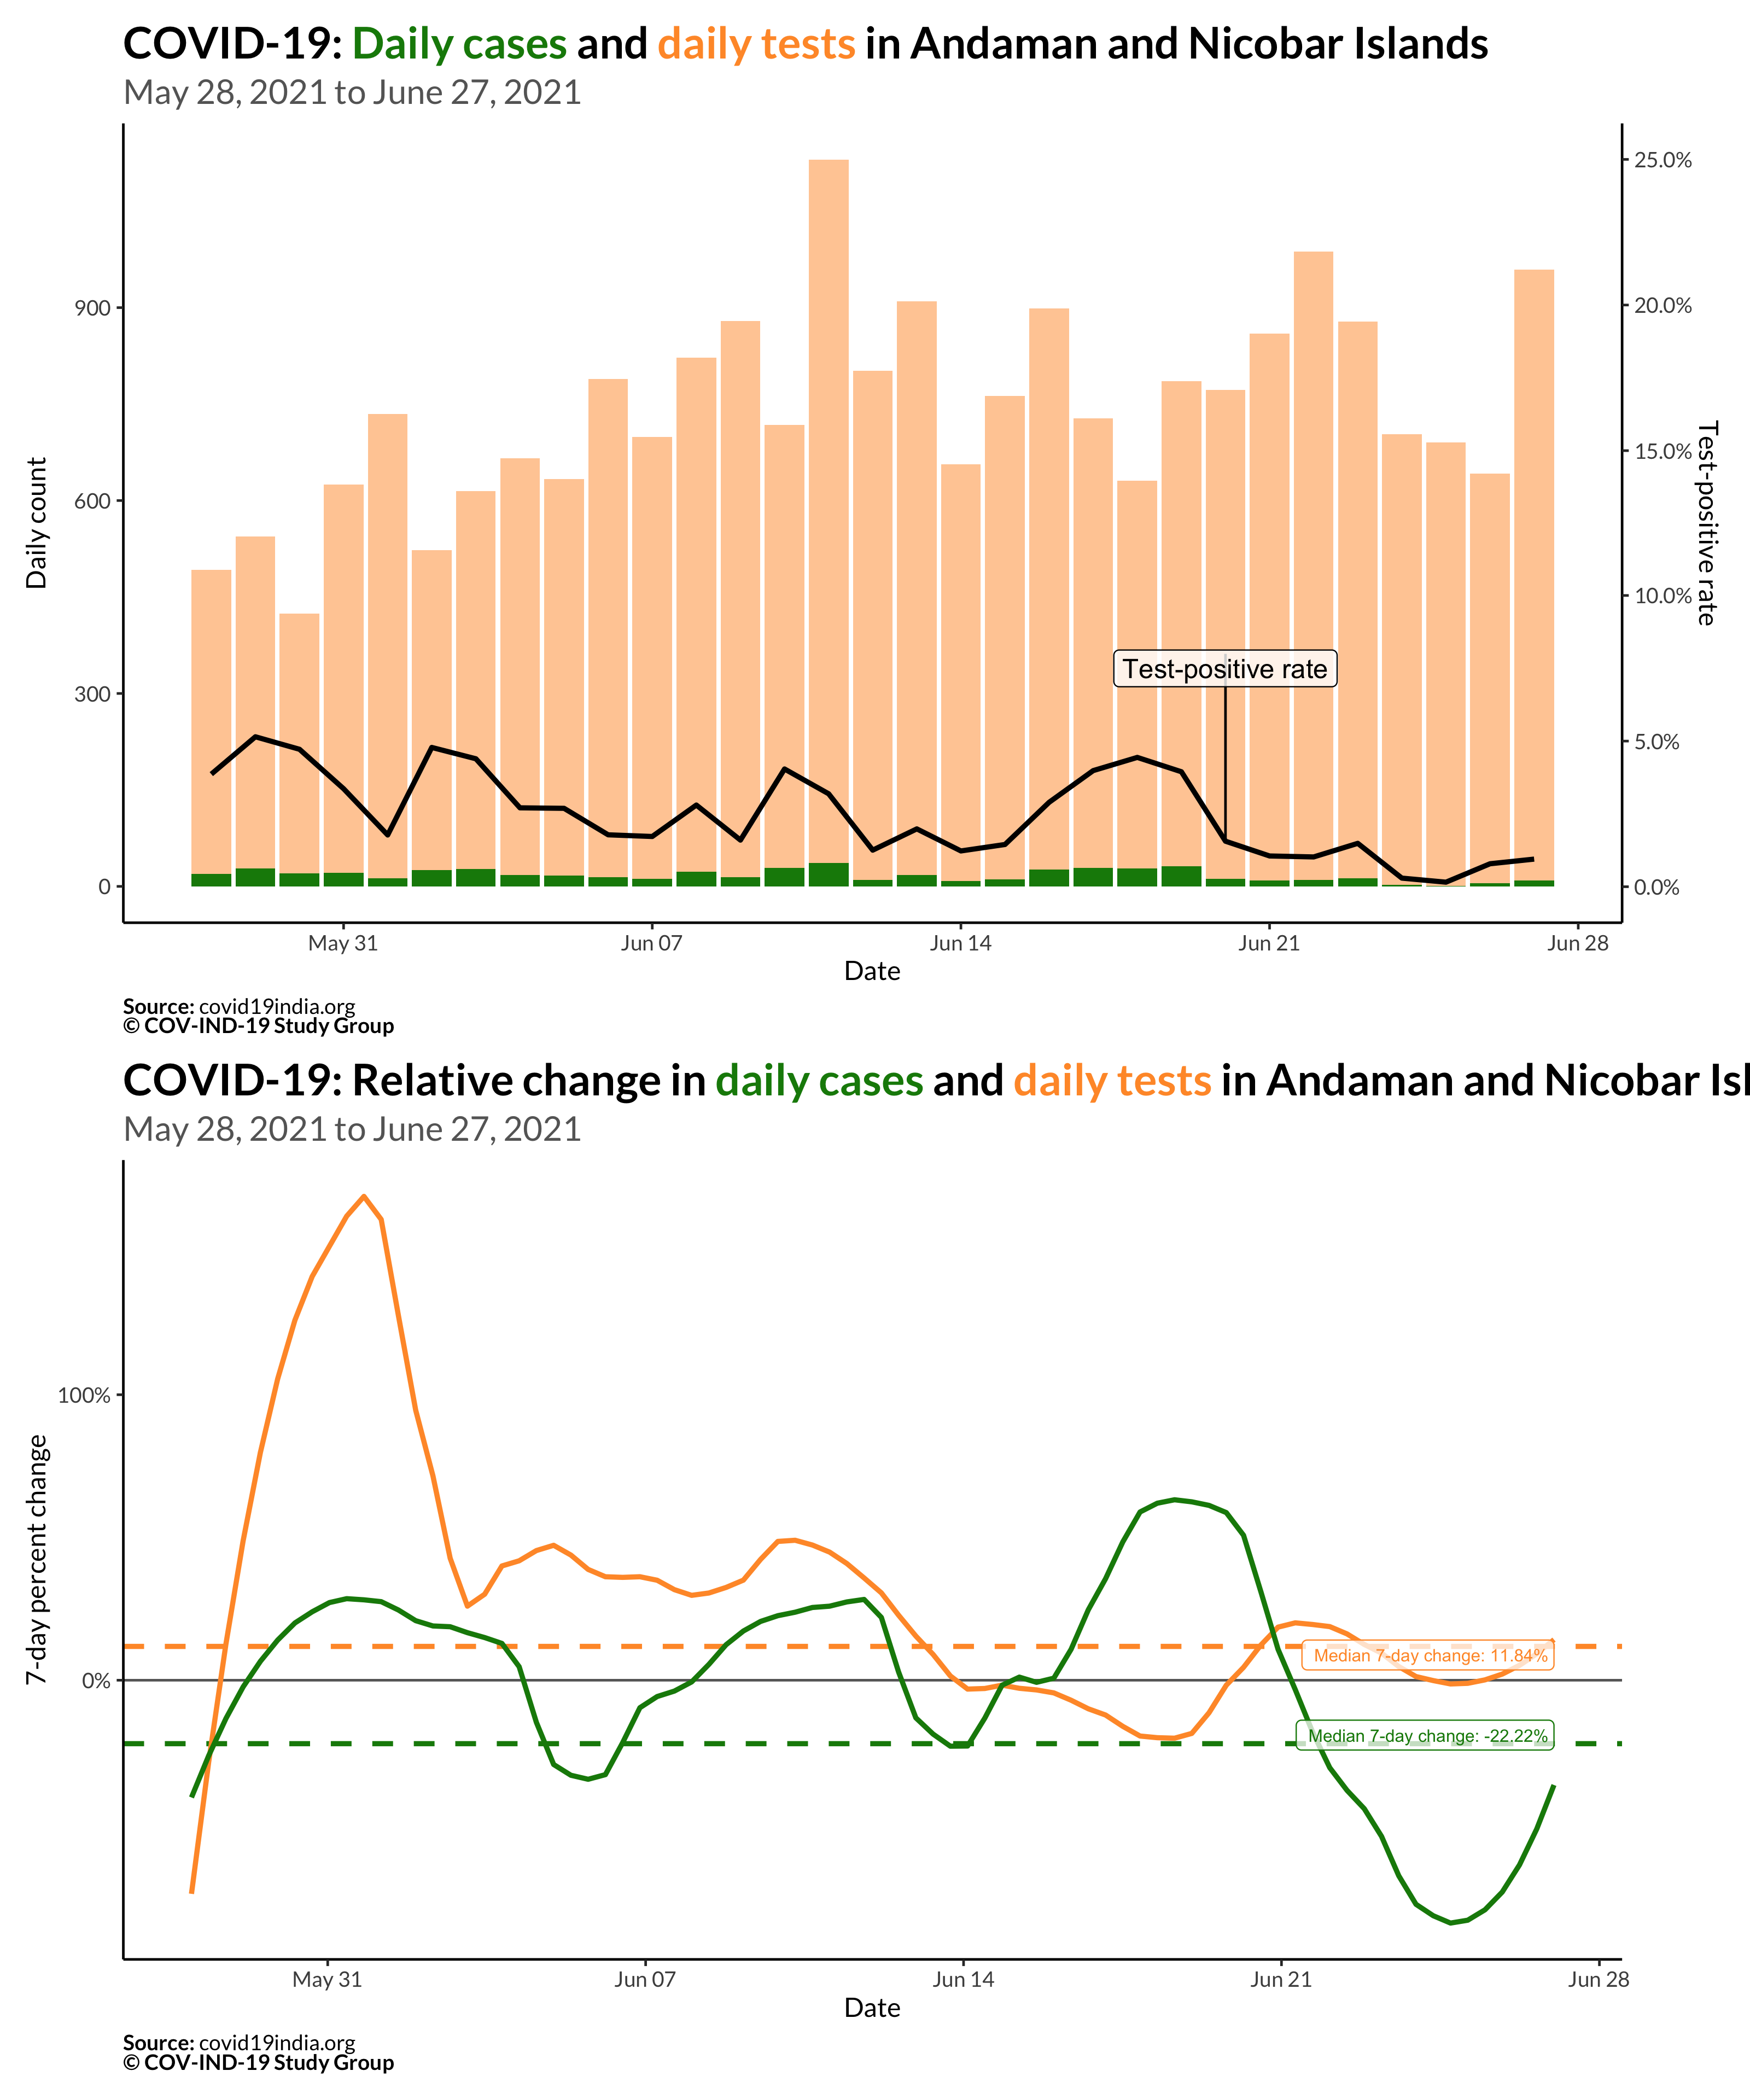 COVID-19: Daily cases and daily tests in Andaman and Nicobar Islands
May 28, 2021 to June 27, 2021
25.0%
20.0%
900
15.0%
600
Daily count
Test-positive rate
10.0%
Test-positive rate
300
5.0%
0
0.0%
May 31 Jun 07 Jun 14 Jun 21 Jun 28
Date
Source: covid19india.org
© COV-IND-19 Study Group
COVID-19: Relative change in daily cases and daily tests in Andaman and Nicobar Isl
May 28, 2021 to June 27, 2021
100%
7-day percent change
Median 7-day change: 11.84%
0%
Median 7-day change: -22.22%
May 31 Jun 07 Jun 14 Jun 21 Jun 28
Date
Source: covid19india.org
© COV-IND-19 Study Group